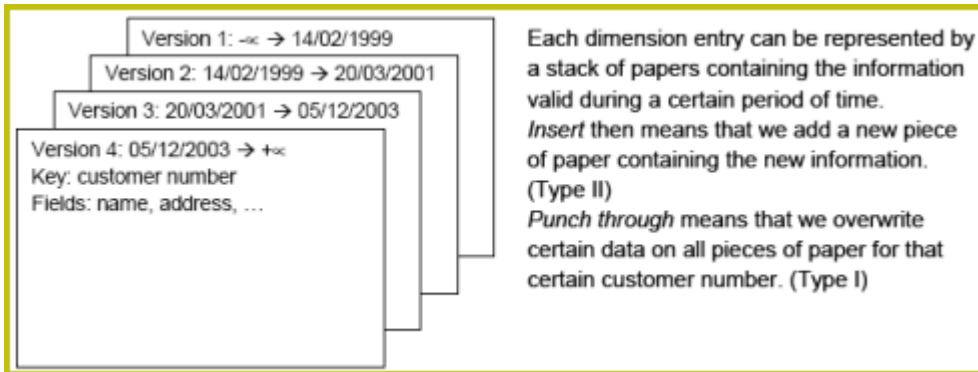 Version 1: -∝ → 14/02/1999
Version 2: 14/02/1999 → 20/03/2001
Version 3: 20/03/2001 → 05/12/2003
Version 4: 05/12/2003 → +∝
Key: customer number
Fields: name, address, …
Each dimension entry can be represented by
a stack of papers containing the information
valid during a certain period of time.
Insert then means that we add a new piece
of paper containing the new information.
(Type II)
Punch through means that we overwrite
certain data on all pieces of paper for that
certain customer number. (Type I)